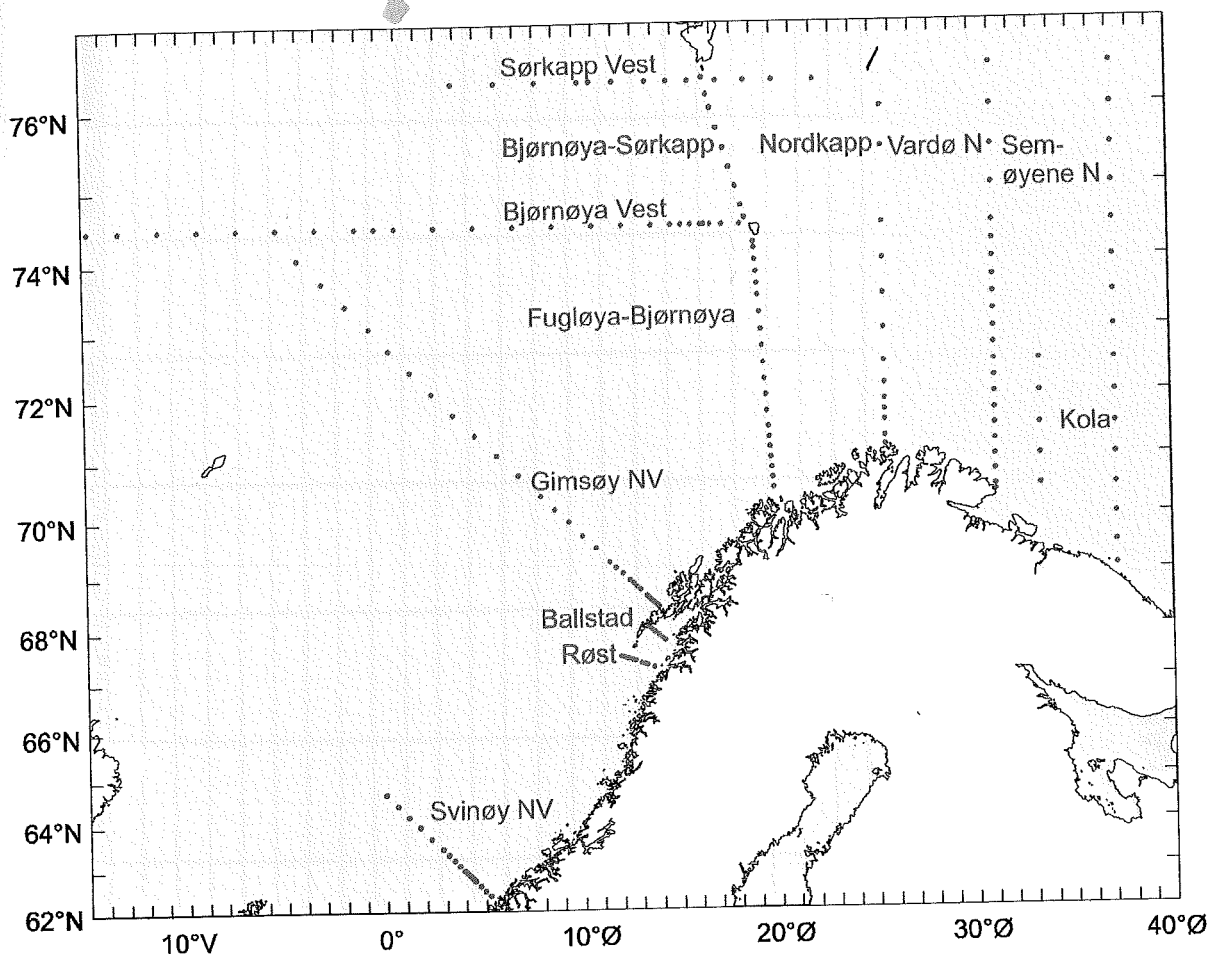 Sørkapp Vest
76°N
Bjørnøya-Sørkapp
Nordkapp
Vardø N
Sem-
øyene N
Bjørnøya Vest
74°N
Fugløya-Bjørnøya
72°N
Kola
Gimsøy NV
70°N
Ballstad
68°N
Røst
66°N
Svinøy NV
64°N
62°N
10°V
0°
10°Ø
20°Ø
30°Ø
40°Ø